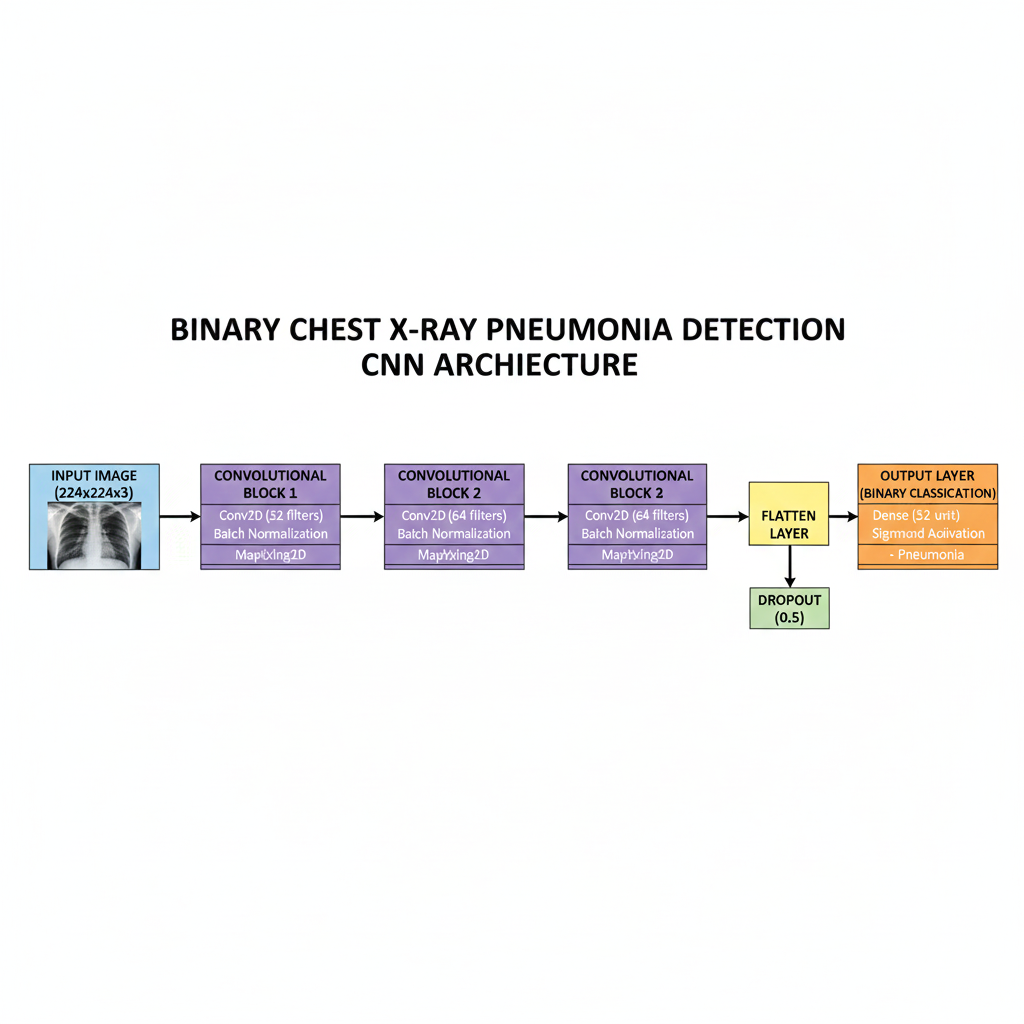 BINARY CHEST X-RAY PNEUMONIA DETECTION
CNN ARCHIECTURE
INPUT IMAGE
(224x224x3)
CONVOLUTIONAL
BLOCK 1
Conv2D (52 filters)
Batch Normalization
CONVOLUTIONAL
BLOCK 2
Conv2D (64 filters)
Batch Normalization
CONVOLUTIONAL
BLOCK 2
Conv2D (64 filters)
Batch Normalization
FLATTEN
LAYER
DROPOUT
(0.5)
OUTPUT LAYER
(BINARY CLASSICATION)
Dense (52 urit)
- Pneumonia